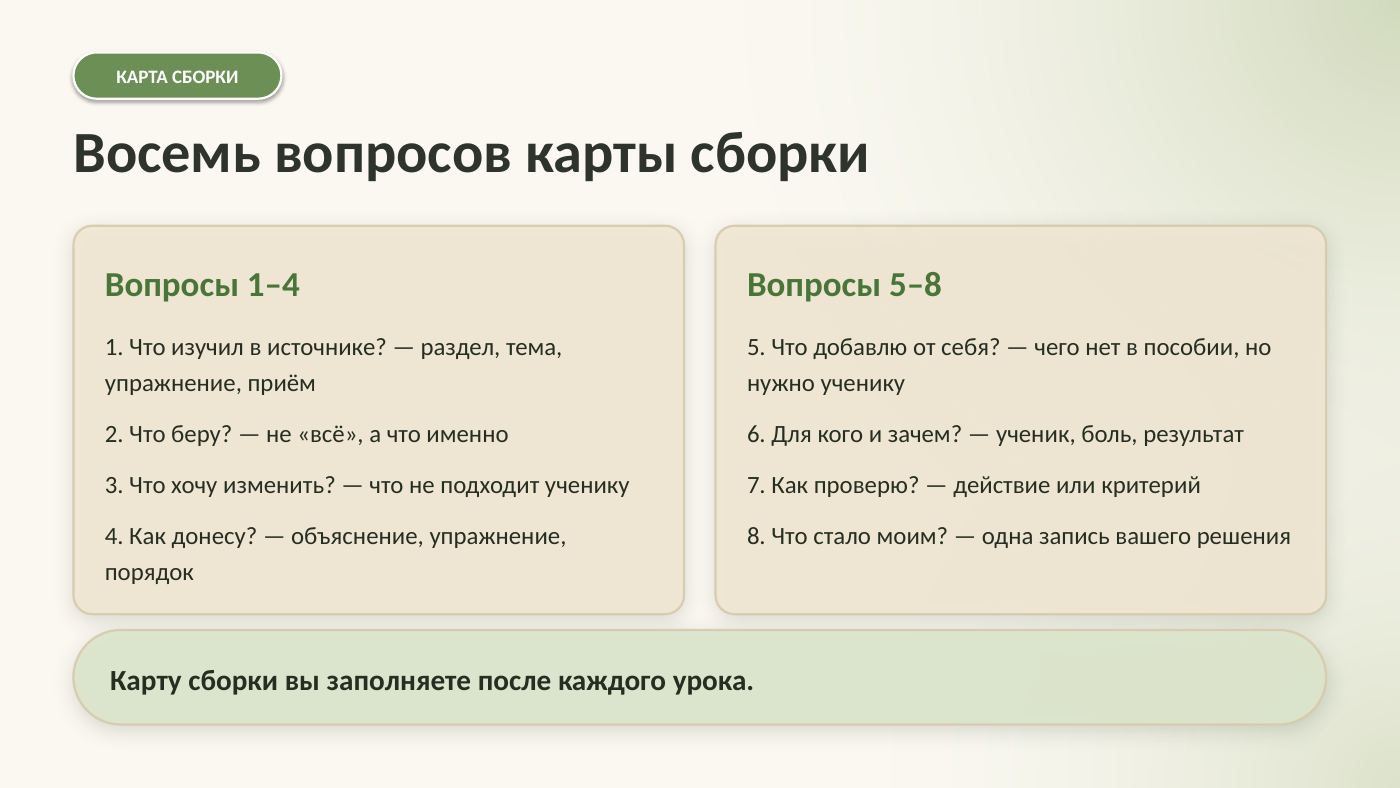 КАРТА СБОРКИ
Восемь вопросов карты сборки
Вопросы 1–4
1. Что изучил в источнике? — раздел, тема,
упражнение, приём
2. Что беру? — не «всё», а что именно
3. Что хочу изменить? — что не подходит ученику
4. Как донесу? — объяснение, упражнение,
порядок
Вопросы 5–8
5. Что добавлю от себя? — чего нет в пособии, но
нужно ученику
6. Для кого и зачем? — ученик, боль, результат
7. Как проверю? — действие или критерий
8. Что стало моим? — одна запись вашего решения
Карту сборки вы заполняете после каждого урока.